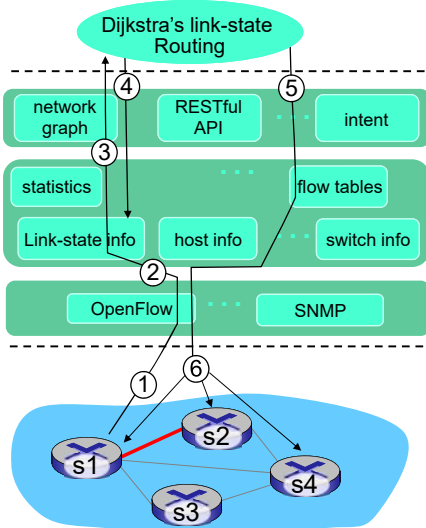 Dijkstra's link-state
Routing
4
5
network
graph
RESTful
API
intent
3
statistics
flow tables
Link-state info
host info
switch info
2
OpenFlow
SNMP
1
6
s2
s1
s4
s3